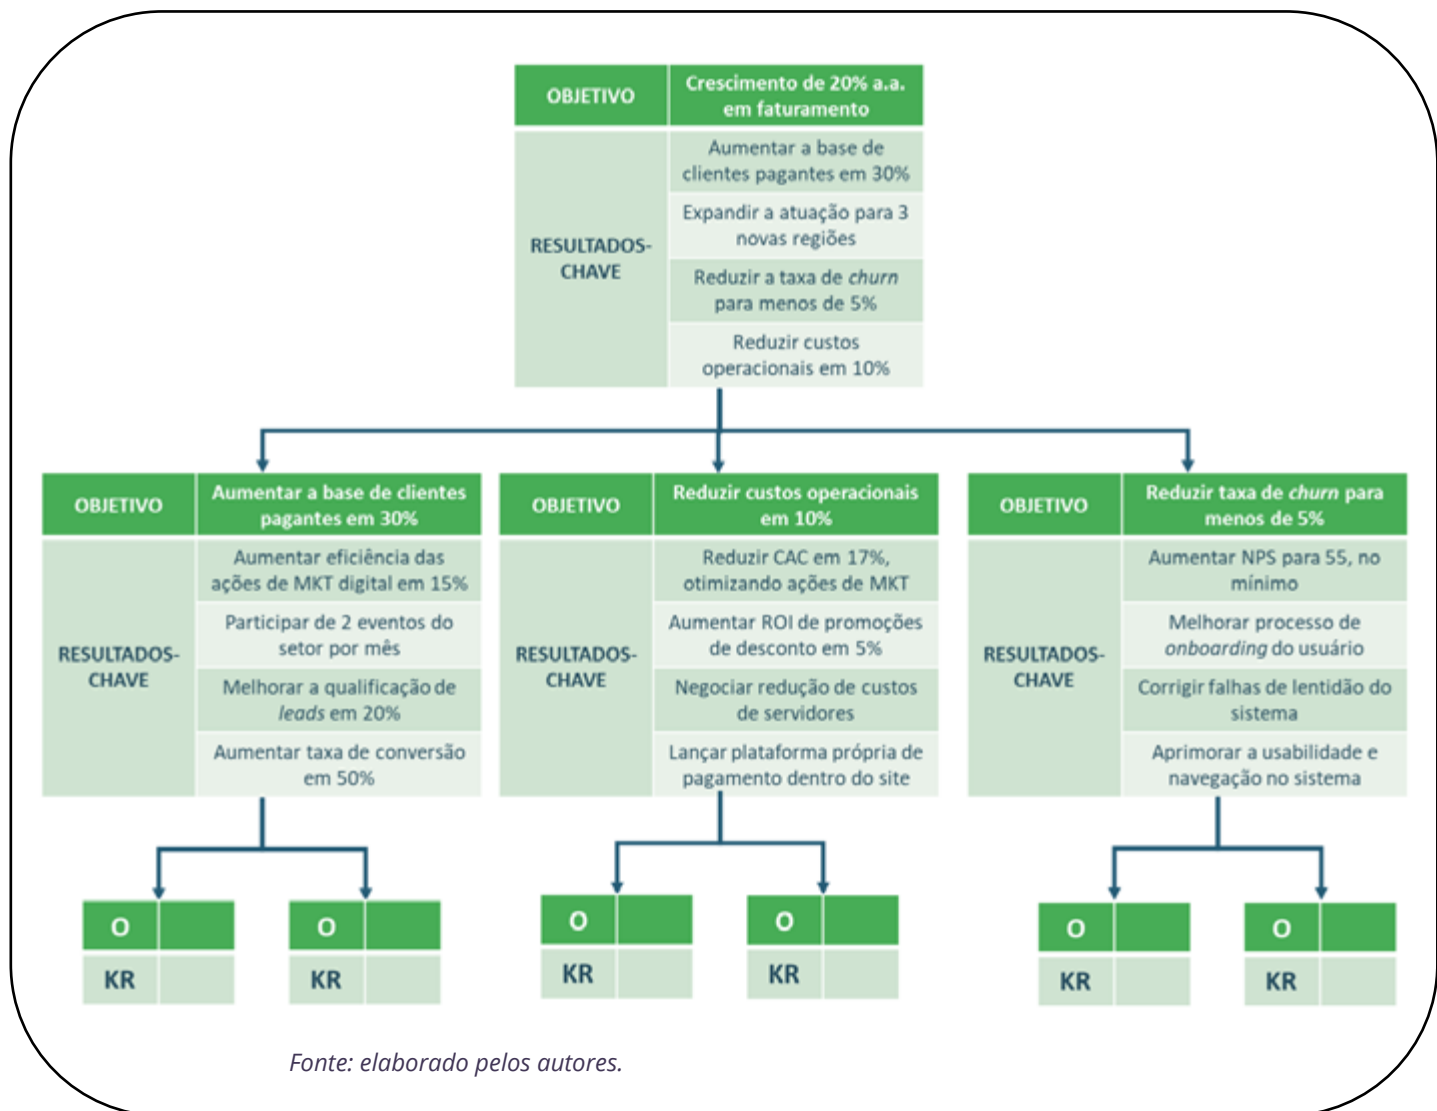 OBJETIVO
Crescimento de 20% a.a.
em faturamento
RESULTADOS-
CHAVE
Aumentar a base de
clientes pagantes em 30%
Expandir a atuação para 3
novas regiões
Reduzir a taxa de churn
para menos de 5%
Reduzir custos
operacionais em 10%
OBJETIVO
Aumentar a base de clientes
pagantes em 30%
RESULTADOS-
CHAVE
Aumentar eficiência das
ações de MKT digital em 15%
Participar de 2 eventos do
setor por mês
Melhorar a qualificação de
leads em 20%
Aumentar taxa de conversão
em 50%
OBJETIVO
Reduzir custos operacionais
em 10%
RESULTADOS-
CHAVE
Reduzir CAC em 17%,
otimizando ações de MKT
Aumentar ROI de promoções
de desconto em 5%
Negociar redução de custos
de servidores
Lançar plataforma própria de
pagamento dentro do site
OBJETIVO
Reduzir taxa de churn para
menos de 5%
RESULTADOS-
CHAVE
Aumentar NPS para 55, no
mínimo
Melhorar processo de
onboarding do usuário
Corrigir falhas de lentidão do
sistema
Aprimorar a usabilidade e
navegação no sistema
O
KR
O
KR
O
KR
O
KR
O
KR
O
KR
Fonte: elaborado pelos autores.